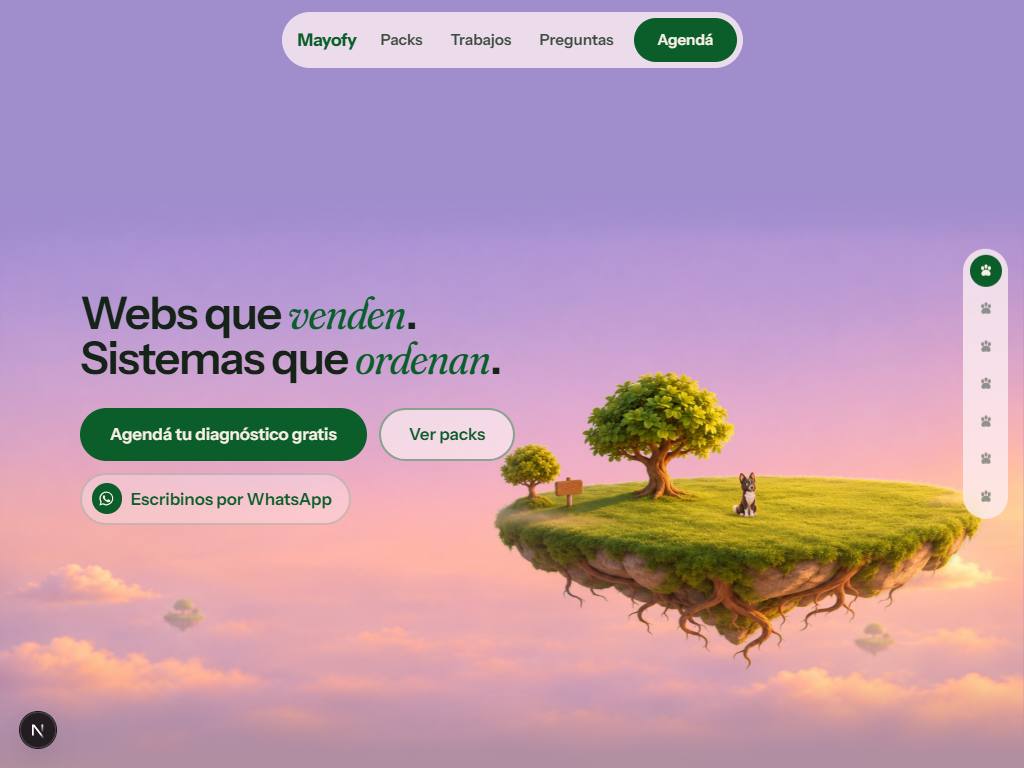 Mayofy Packs Trabajos Preguntas Agendá
Webs que venden.
Sistemas que ordenan.
Agendá tu diagnóstico gratis Ver packs
Escribinos por WhatsApp
N